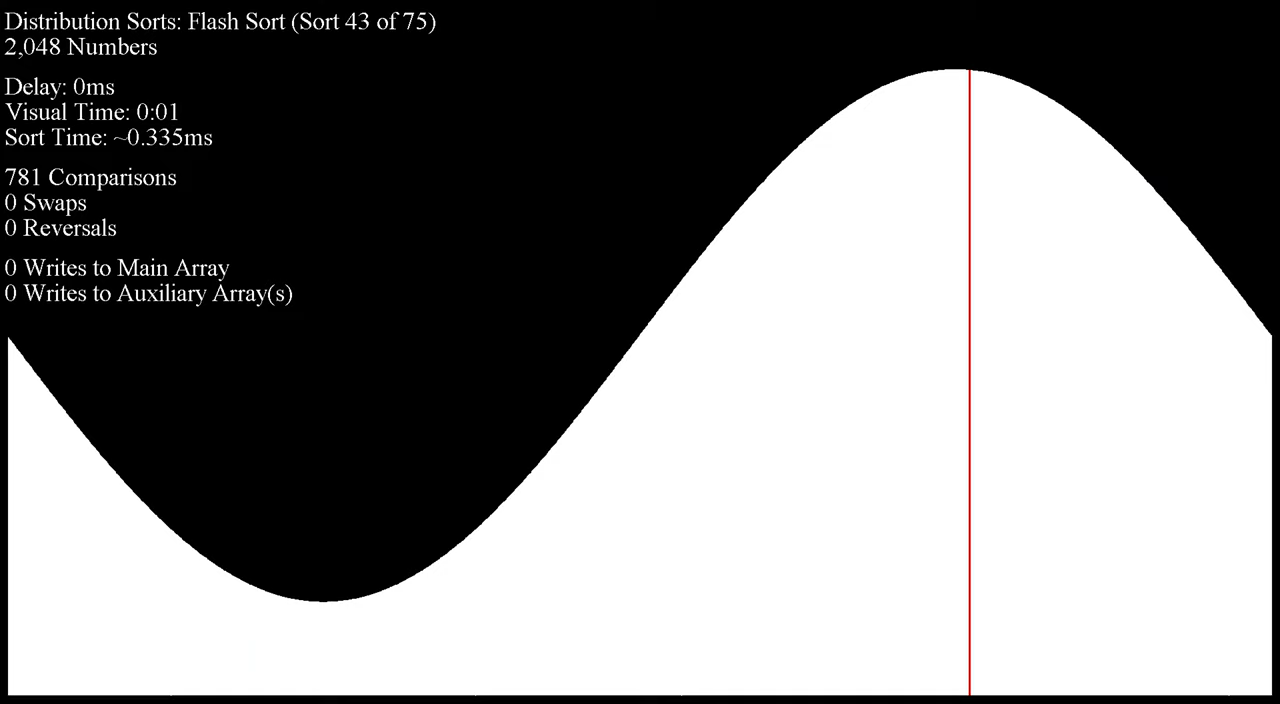 Distribution Sorts: Flash Sort (Sort 43 of 75)
2,048 Numbers
Delay: 0ms
Visual Time: 0:01
Sort Time: ~0.335ms
781 Comparisons
0 Swaps
0 Reversals
0 Writes to Main Array
0 Writes to Auxiliary Array(s)